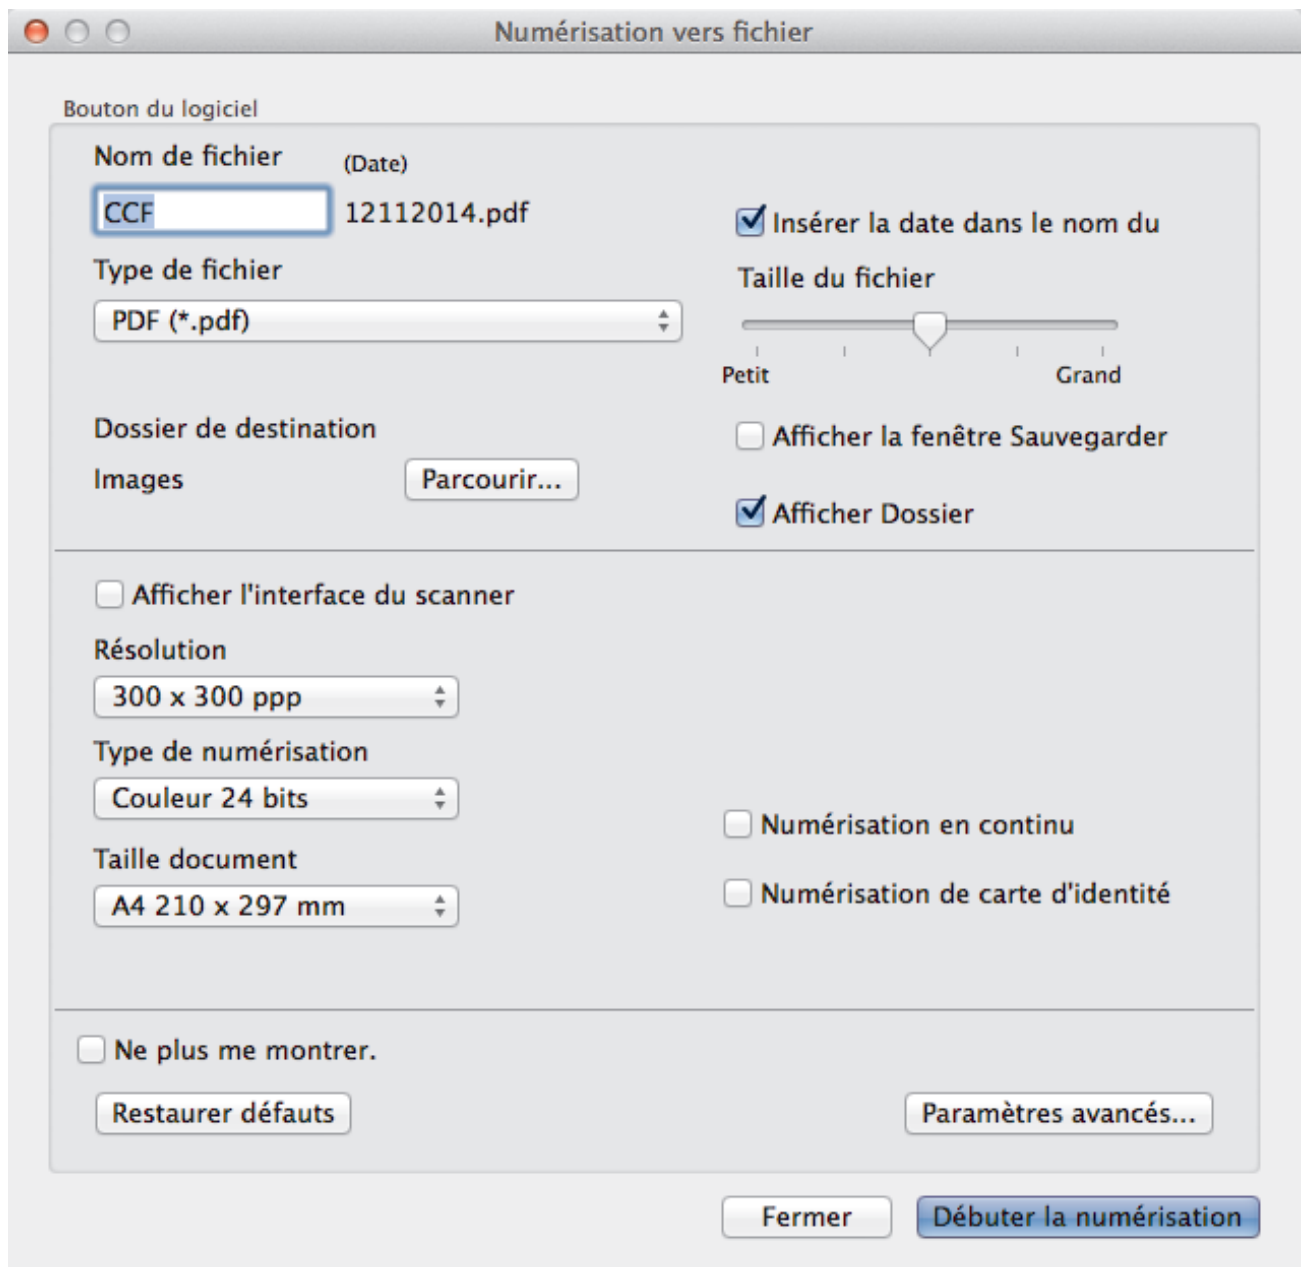 Numérisation vers fichier
Bouton du logiciel
Nom de fichier (Date)
CCF 12112014.pdf
Insérer la date dans le nom du
Type de fichier
Taille du fichier
PDF (*.pdf)
Petit Grand
Dossier de destination
Afficher la fenêtre Sauvegarder
Images Parcourir...
Afficher Dossier
Afficher l'interface du scanner
Résolution
300 x 300 ppp
Type de numérisation
Couleur 24 bits
Numérisation en continu
Taille document
Numérisation de carte d'identité
A4 210 x 297 mm
Ne plus me montrer.
Restaurer défauts Paramètres avancés...
Fermer Débuter la numérisation